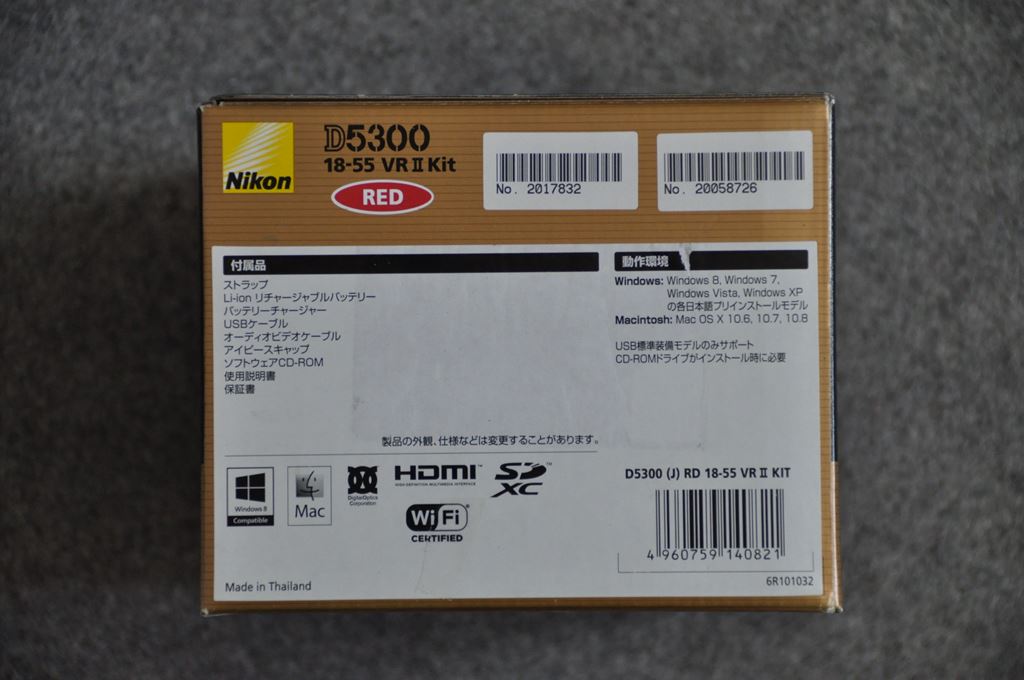 Nikon
D5300
18-55 VR II Kit
RED
No. 2017832
No. 20058726
付属品
ストラップ
Li-ion リチャージャブルバッテリー
バッテリーチャージャー
USBケーブル
オーディオビデオケーブル
アイピースキャップ
ソフトウェアCD-ROM
使用説明書
保証書
製品の外観、仕様などは変更することがあります。
動作環境
Windows: Windows 8, Windows 7,
Windows Vista, Windows XP
の各日本語プリインストールモデル
Macintosh: Mac OS X 10.6, 10.7, 10.8
USB標準装備モデルのみサポート
CD-ROMドライブがインストール時に必要
Windows 8
Compatible
Mac
DigitalOptics
Corporation
HDMI™
HIGH-DEFINITION MULTIMEDIA INTERFACE
SD XC™
Wi Fi®
CERTIFIED
D5300 (J) RD 18-55 VR II KIT
4 960759 140821
6R101032
Made in Thailand